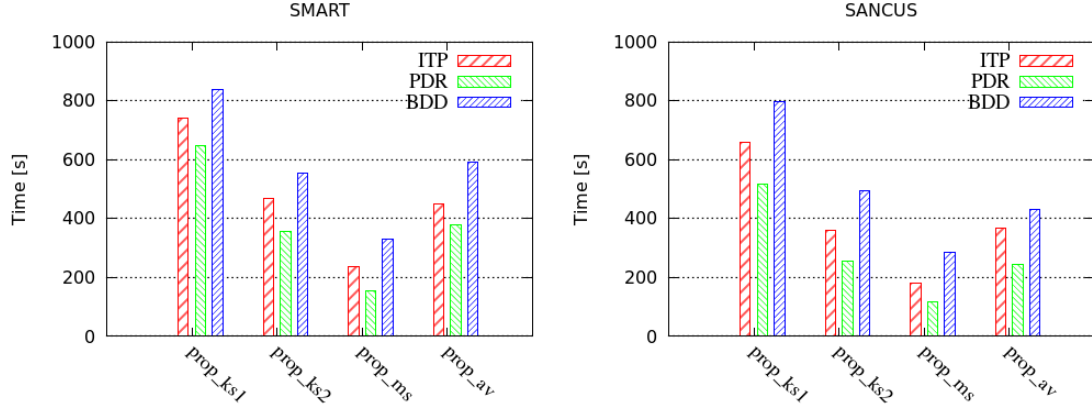 SMART
Time [s]
1000
800
600
400
200
0
ITP
PDR
BDD
prop_ks1
prop_ks2
prop_ms
prop_av
SANCUS
Time [s]
1000
800
600
400
200
0
ITP
PDR
BDD
prop_ks1
prop_ks2
prop_ms
prop_av